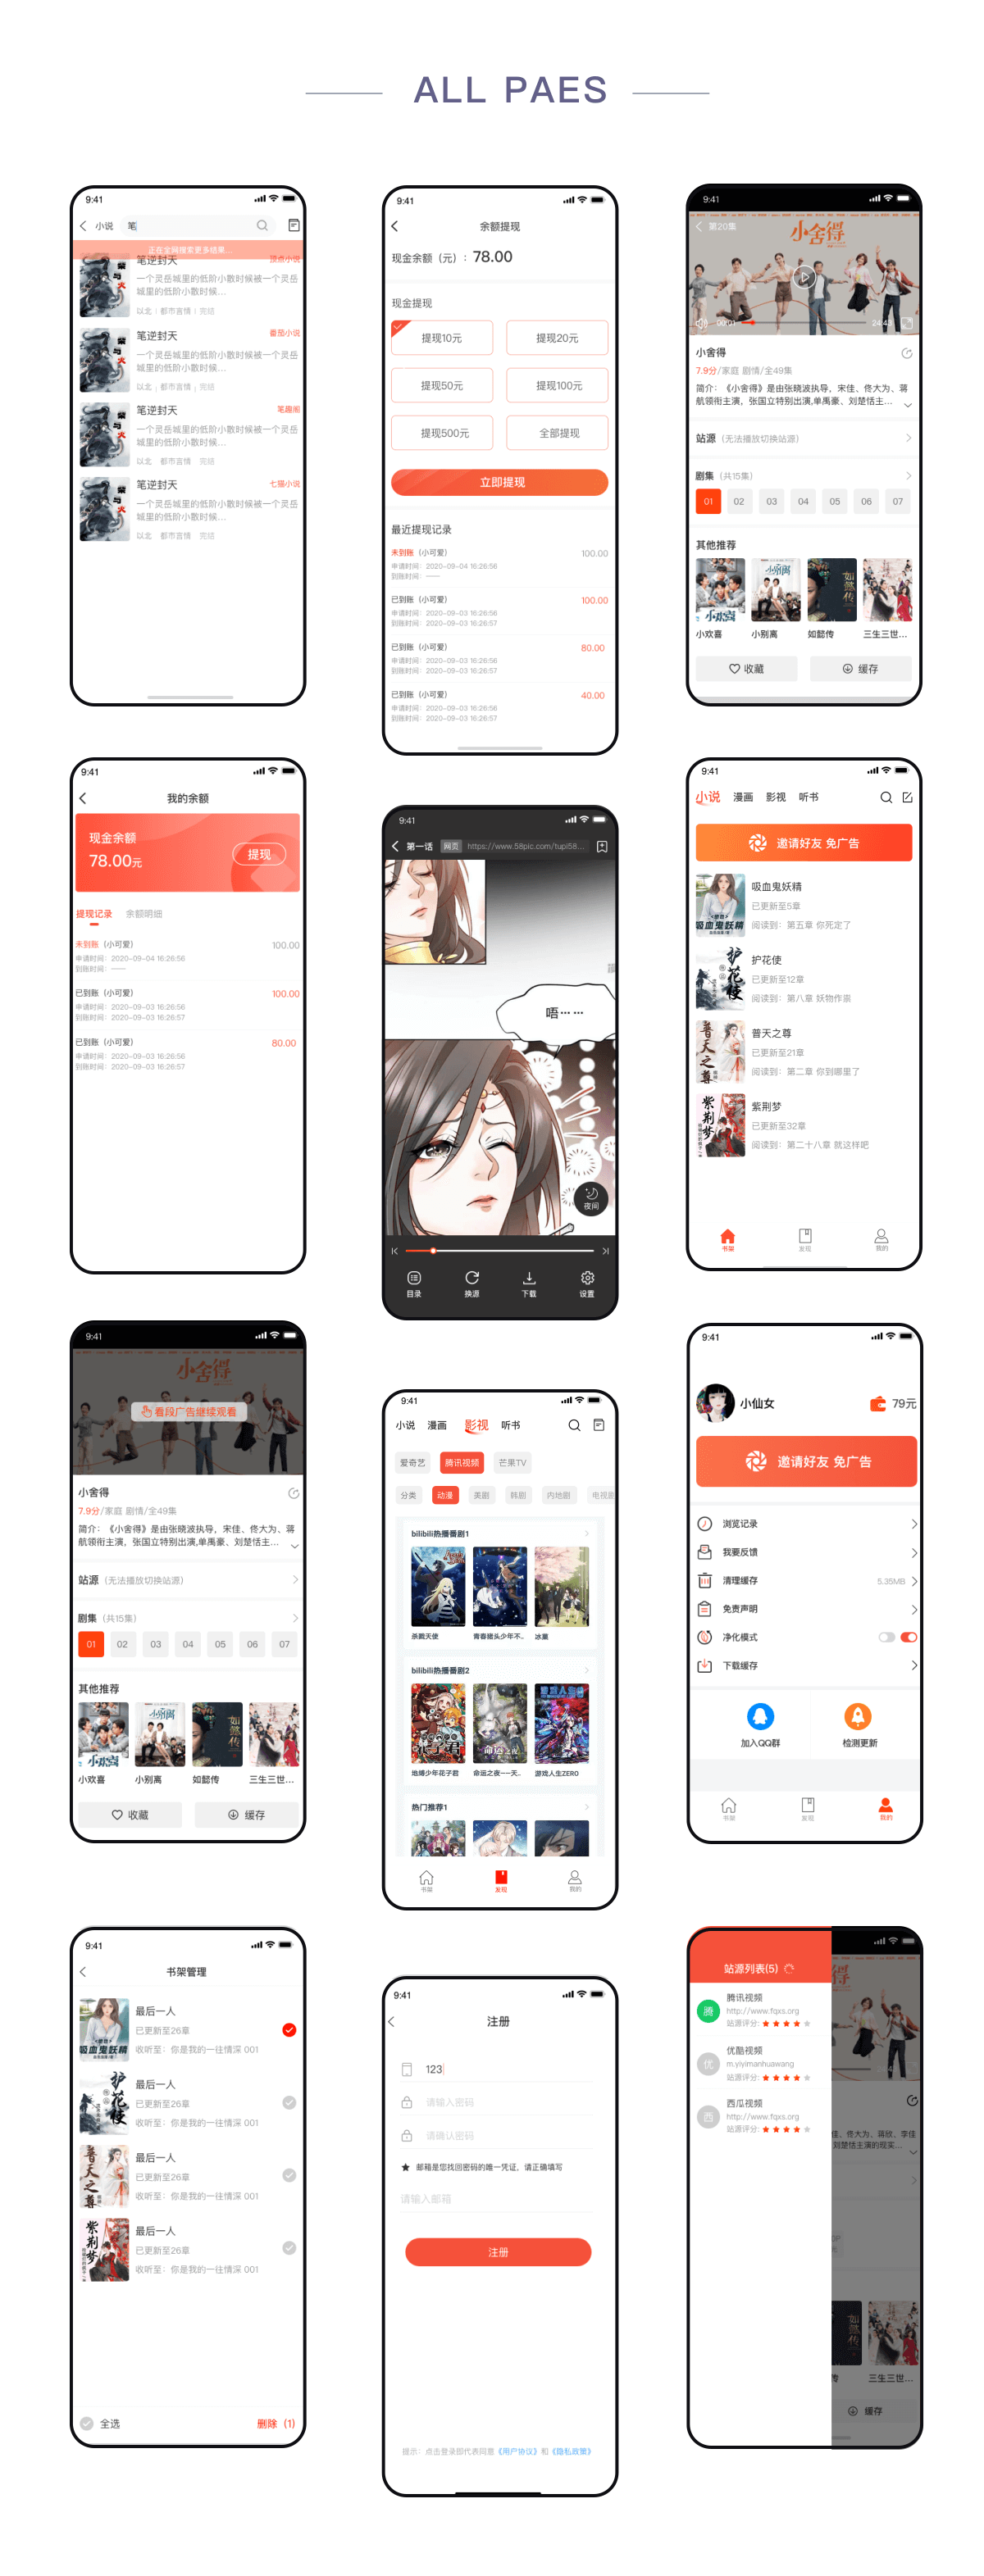 ALL PAES
9:41
小说
笔
正在全网搜索更多结果...
笔逆封天
顶点小说
一个灵岳城里的低阶小散时候被一个灵岳
城里的低阶小散时候...
以北 | 都市言情 | 完结
笔逆封天
番茄小说
一个灵岳城里的低阶小散时候被一个灵岳
城里的低阶小散时候...
以北 | 都市言情 | 完结
笔逆封天
笔趣阁
一个灵岳城里的低阶小散时候被一个灵岳
城里的低阶小散时候...
以北 都市言情 完结
笔逆封天
七猫小说
一个灵岳城里的低阶小散时候被一个灵岳
城里的低阶小散时候...
以北 都市言情 完结
9:41
余额提现
现金余额（元）：78.00
现金提现
提现10元
提现20元
提现50元
提现100元
提现500元
全部提现
立即提现
最近提现记录
未到账（小可爱）
100.00
申请时间：2020-09-04 16:26:56
到账时间：——
已到账（小可爱）
100.00
申请时间：2020-09-03 16:26:56
到账时间：2020-09-03 16:26:57
已到账（小可爱）
80.00
申请时间：2020-09-03 16:26:56
到账时间：2020-09-03 16:26:57
已到账（小可爱）
40.00
申请时间：2020-09-03 16:26:56
到账时间：2020-09-03 16:26:57
9:41
第20集
小舍得
00:01
24:43
小舍得
7.9分/家庭 剧情/全49集
简介：《小舍得》是由张晓波执导，宋佳、佟大为、蒋
航领衔主演，张国立特别出演,单禹豪、刘楚恬主...
站源（无法播放切换站源）
剧集（共15集）
01 02 03 04 05 06 07
其他推荐
小欢喜 小别离 如懿传 三生三世...
收藏
缓存
9:41
我的余额
现金余额
78.00元
提现
提现记录
余额明细
未到账（小可爱）
100.00
申请时间：2020-09-04 16:26:56
到账时间：——
已到账（小可爱）
100.00
申请时间：2020-09-03 16:26:56
到账时间：2020-09-03 16:26:57
已到账（小可爱）
80.00
申请时间：2020-09-03 16:26:56
到账时间：2020-09-03 16:26:57
9:41
第一话
网页
https://www.58pic.com/tupi58...
唔……
夜间
目录 换源 下载 设置
9:41
小说 漫画 影视 听书
邀请好友 免广告
吸血鬼妖精
已更新至5章
阅读到：第五章 你死定了
护花使
已更新至12章
阅读到：第八章 妖物作祟
普天之尊
已更新至21章
阅读到：第二章 你到哪里了
紫荆梦
已更新至32章
阅读到：第二十八章 就这样吧
书架 发现 我的
9:41
小舍得
看段广告继续观看
小舍得
7.9分/家庭 剧情/全49集
简介：《小舍得》是由张晓波执导，宋佳、佟大为、蒋
航领衔主演，张国立特别出演,单禹豪、刘楚恬主...
站源（无法播放切换站源）
剧集（共15集）
01 02 03 04 05 06 07
其他推荐
小欢喜 小别离 如懿传 三生三世...
收藏
缓存
9:41
小说 漫画 影视 听书
爱奇艺 腾讯视频 芒果TV
分类 动漫 美剧 韩剧 内地剧 电视剧
bilibili热播番剧1
杀戮天使 青春猪头少年不.. 冰菓
bilibili热播番剧2
地缚少年花子君 命运之夜——天.. 游戏人生ZERO
热门推荐1
书架 发现 我的
9:41
小仙女
79元
邀请好友 免广告
浏览记录
我要反馈
清理缓存
5.35MB
免责声明
净化模式
下载缓存
加入QQ群
检测更新
书架 发现 我的
9:41
书架管理
最后一人
已更新至26章
收听至：你是我的一往情深 001
最后一人
已更新至26章
收听至：你是我的一往情深 001
最后一人
已更新至26章
收听至：你是我的一往情深 001
最后一人
已更新至26章
收听至：你是我的一往情深 001
全选
删除（1）
9:41
注册
123
请输入密码
请确认密码
★ 邮箱是您找回密码的唯一凭证，请正确填写
请输入邮箱
注册
提示：点击登录即代表同意《用户协议》和《隐私政策》
站源列表(5)
腾
腾讯视频
http://www.fqxs.org
站源评分:
优
优酷视频
m.yiyimanhuawang
站源评分:
西
西瓜视频
http://www.fqxs.org
站源评分:
佳、佟大为、蒋欣、李佳
刘楚恬主演的现实...
三生三世...
缓存